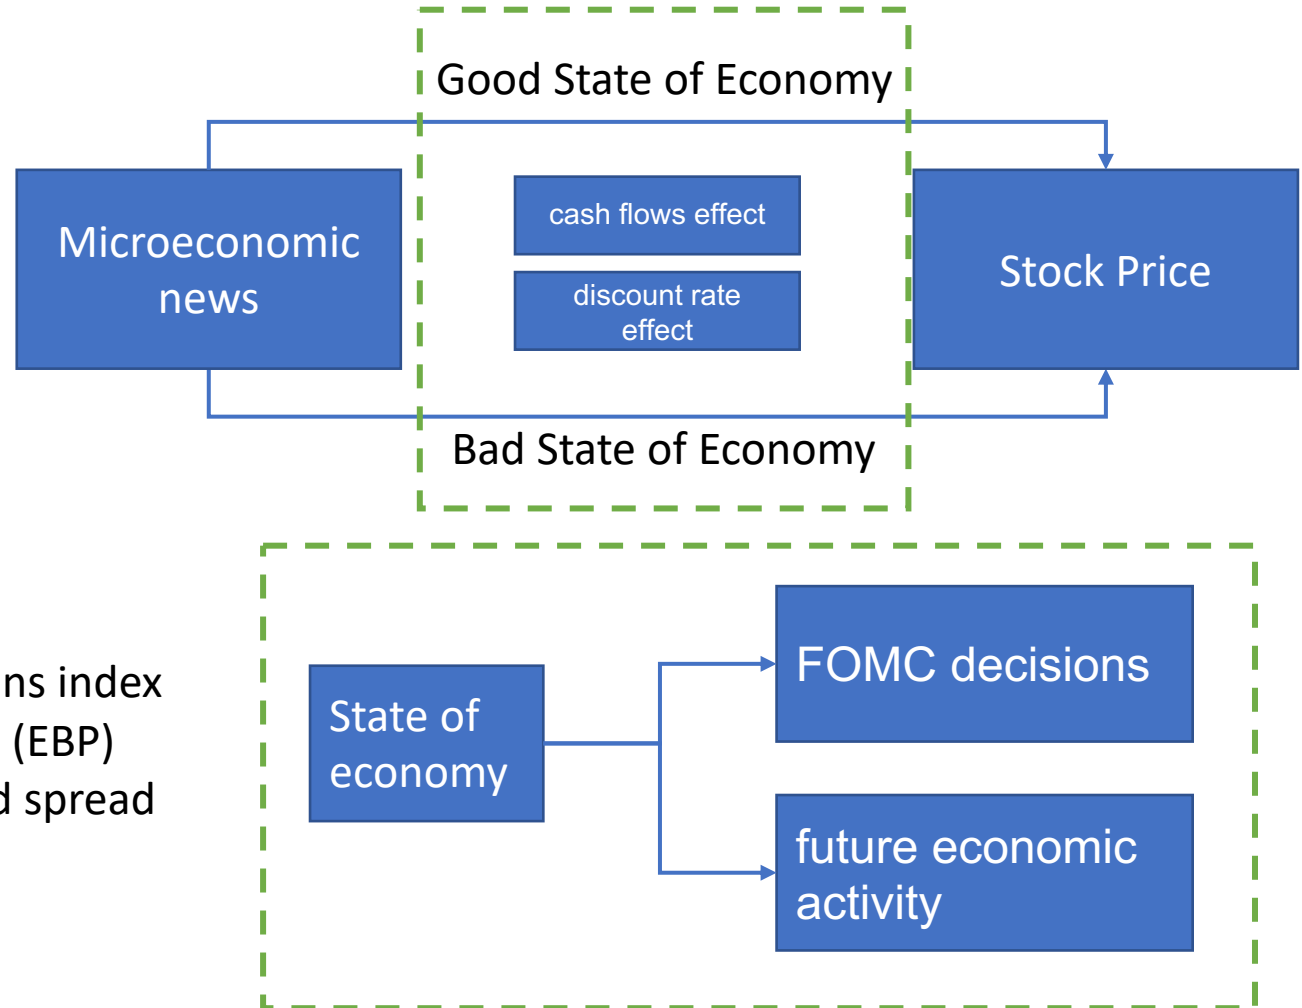 Good State of Economy
Microeconomic
news
cash flows effect
discount rate
effect
Stock Price
Bad State of Economy
ns index
(EBP)
d spread
State of
economy
FOMC decisions
future economic
activity